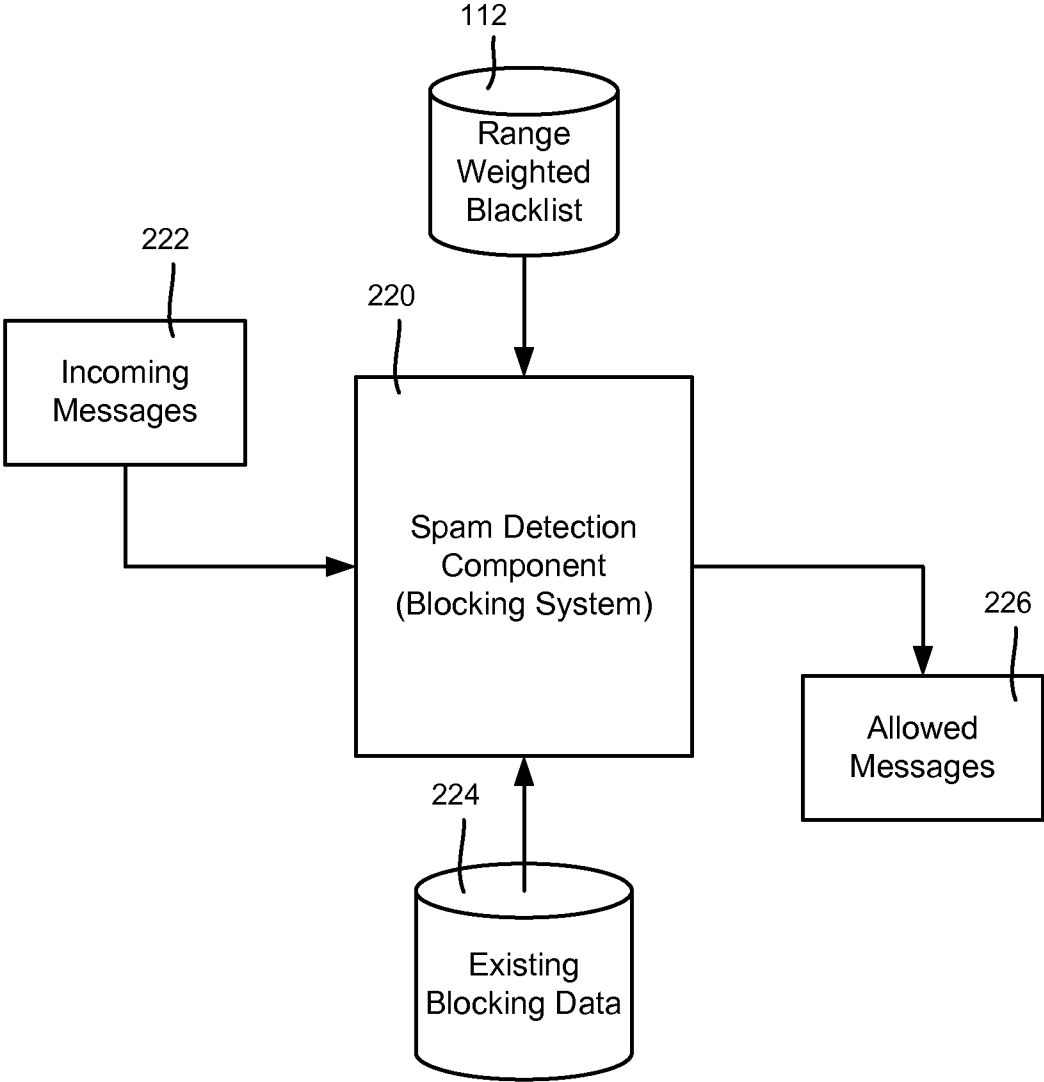 112
Range
Weighted
Blacklist
222
220
Incoming
Messages
Spam Detection
Component
(Blocking System)
226
Allowed
Messages
224
Existing
Blocking Data